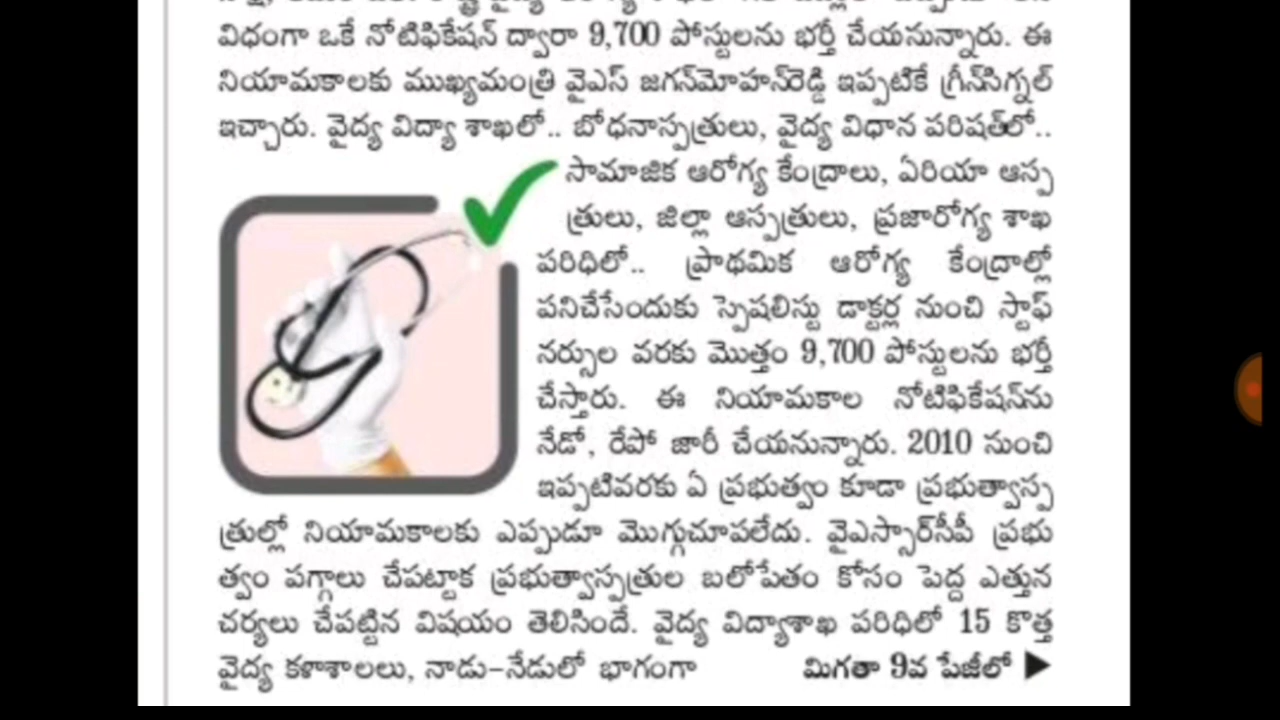 విధంగా ఒకే నోటిఫికేషన్ ద్వారా 9,700 పోస్టులను భర్తీ చేయనున్నారు. ఈ
నియామకాలకు ముఖ్యమంత్రి వైఎస్ జగన్‌మోహన్‌రెడ్డి ఇప్పటికే గ్రీన్‌సిగ్నల్
ఇచ్చారు. వైద్య విద్యా శాఖలో.. బోధనాస్పత్రులు, వైద్య విధాన పరిషత్‌లో..
సామాజిక ఆరోగ్య కేంద్రాలు, ఏరియా ఆస్ప
త్రులు, జిల్లా ఆస్పత్రులు, ప్రజారోగ్య శాఖ
పరిధిలో.. ప్రాథమిక ఆరోగ్య కేంద్రాల్లో
పనిచేసేందుకు స్పెషలిస్టు డాక్టర్ల నుంచి స్టాఫ్
నర్సుల వరకు మొత్తం 9,700 పోస్టులను భర్తీ
చేస్తారు. ఈ నియామకాల నోటిఫికేషన్‌ను
నేడో, రేపో జారీ చేయనున్నారు. 2010 నుంచి
ఇప్పటివరకు ఏ ప్రభుత్వం కూడా ప్రభుత్వాస్ప
త్రుల్లో నియామకాలకు ఎప్పుడూ మొగ్గుచూపలేదు. వైఎస్సార్‌సీపీ ప్రభు
త్వం పగ్గాలు చేపట్టాక ప్రభుత్వాస్పత్రుల బలోపేతం కోసం పెద్ద ఎత్తున
చర్యలు చేపట్టిన విషయం తెలిసిందే. వైద్య విద్యాశాఖ పరిధిలో 15 కొత్త
వైద్య కళాశాలలు, నాడు–నేడులో భాగంగా మిగతా 9వ పేజీలో ▶